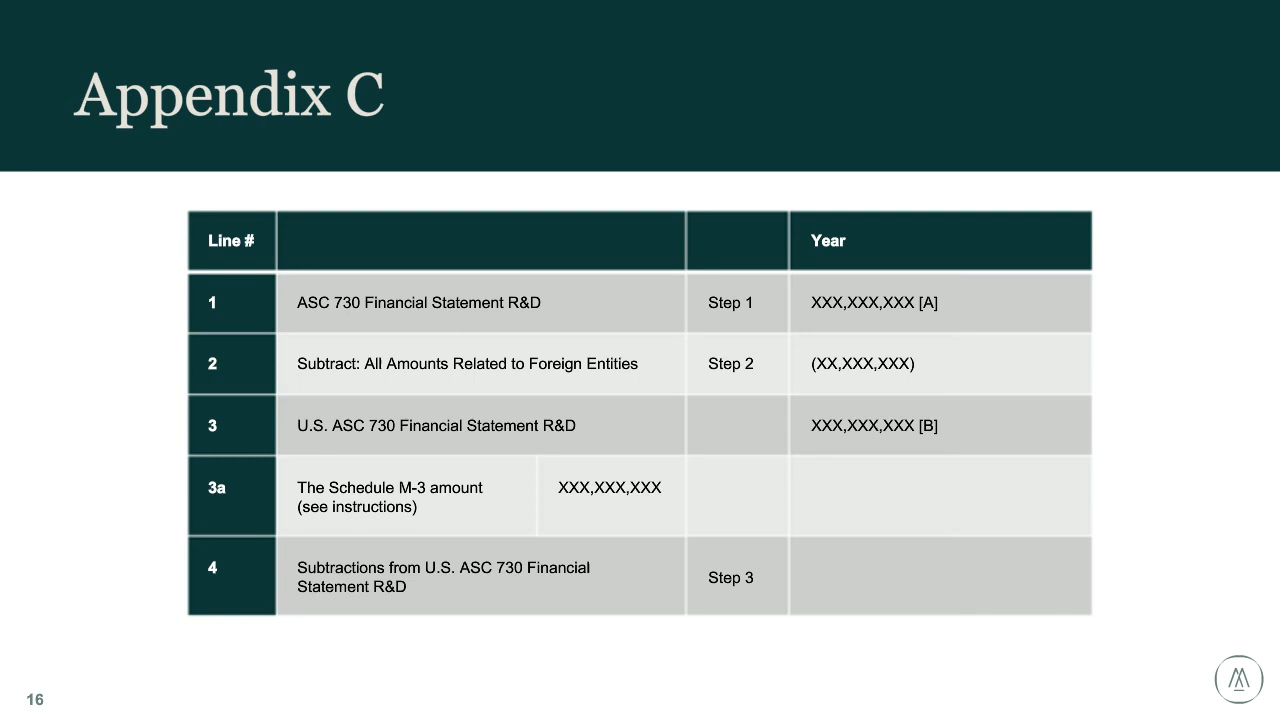 Appendix C
Line # Year
1 ASC 730 Financial Statement R&D Step 1 XXX,XXX,XXX [A]
2 Subtract: All Amounts Related to Foreign Entities Step 2 (XX,XXX,XXX)
3 U.S. ASC 730 Financial Statement R&D XXX,XXX,XXX [B]
3a The Schedule M-3 amount XXX,XXX,XXX
(see instructions)
4 Subtractions from U.S. ASC 730 Financial
Statement R&D Step 3
16